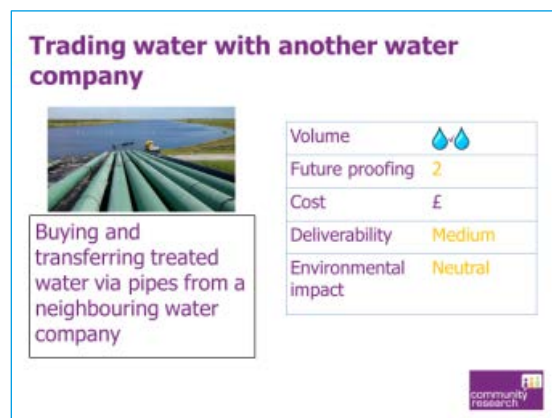 Trading water with another water
company
Buying and
transferring treated
water via pipes from a
neighbouring water
company
Volume
Future proofing 2
Cost £
Deliverability Medium
Environmental Neutral
impact
community
research